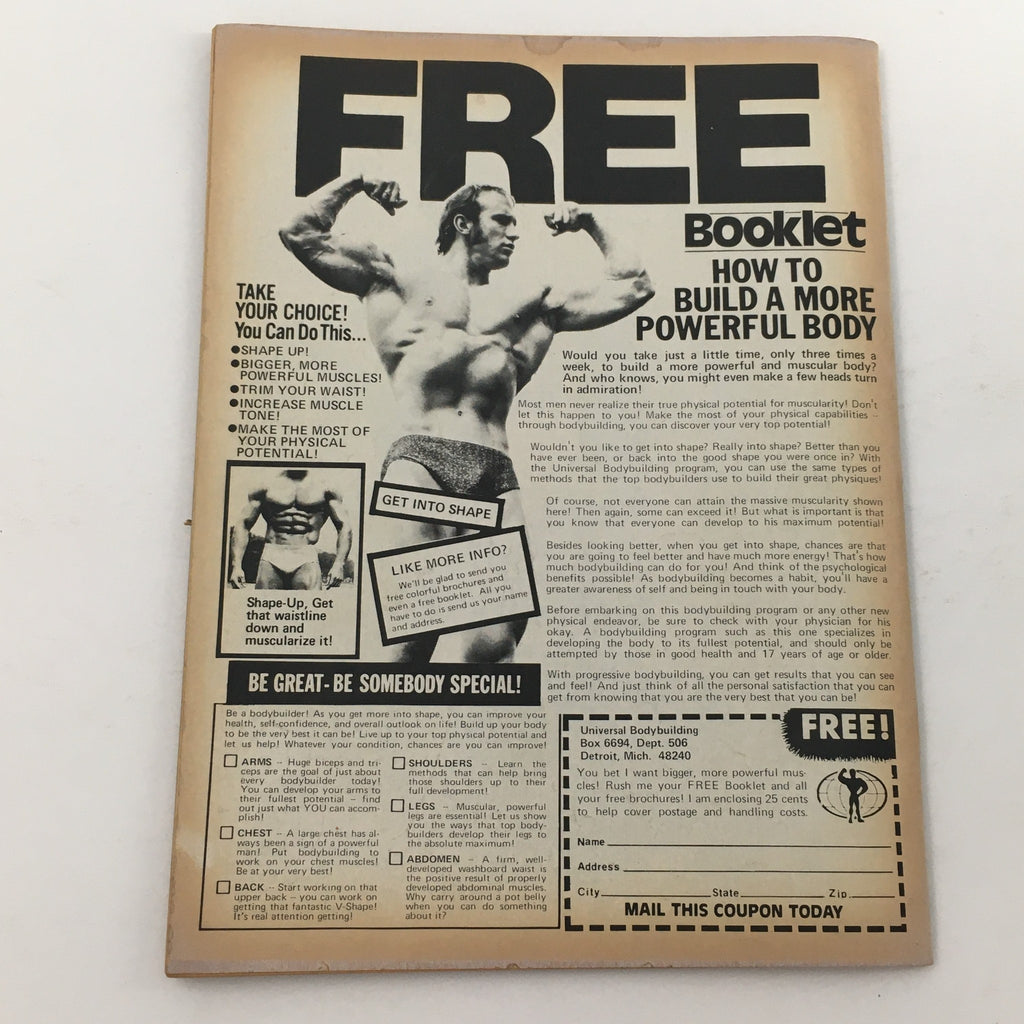 FREE
Booklet
HOW TO
BUILD A MORE
POWERFUL BODY
TAKE
YOUR CHOICE!
You Can Do This...
●SHAPE UP!
●BIGGER, MORE
POWERFUL MUSCLES!
●TRIM YOUR WAIST!
●INCREASE MUSCLE
TONE!
●MAKE THE MOST OF
YOUR PHYSICAL
POTENTIAL!
Would you take just a little time, only three times a
week, to build a more powerful and muscular body?
And who knows, you might even make a few heads turn
in admiration!
Most men never realize their true physical potential for muscularity! Don't
let this happen to you! Make the most of your physical capabilities –
through bodybuilding, you can discover your very top potential!
Wouldn't you like to get into shape? Really into shape? Better than you
have ever been, or back into the good shape you were once in? With
the Universal Bodybuilding program, you can use the same types of
methods that the top bodybuilders use to build their great physiques!
Of course, not everyone can attain the massive muscularity shown
here! Then again, some can exceed it! But what is important is that
you know that everyone can develop to his maximum potential!
Besides looking better, when you get into shape, chances are that
you are going to feel better and have much more energy! That's how
much bodybuilding can do for you! And think of the psychological
benefits possible! As bodybuilding becomes a habit, you'll have a
greater awareness of self and being in touch with your body.
Before embarking on this bodybuilding program or any other new
physical endeavor, be sure to check with your physician for his
okay. A bodybuilding program such as this one specializes in
developing the body to its fullest potential, and should only be
attempted by those in good health and 17 years of age or older.
With progressive bodybuilding, you can get results that you can see
and feel! And just think of all the personal satisfaction that you can
get from knowing that you are the very best that you can be!
GET INTO SHAPE
LIKE MORE INFO?
We'll be glad to send you
free colorful brochures and
even a free booklet. All you
have to do is send us your name
and address.
Shape-Up, Get
that waistline
down and
muscularize it!
BE GREAT- BE SOMEBODY SPECIAL!
Be a bodybuilder! As you get more into shape, you can improve your
health, self-confidence, and overall outlook on life! Build up your body
to be the very best it can be! Live up to your top physical potential and
let us help! Whatever your condition, chances are you can improve!
ARMS – Huge biceps and tri-
ceps are the goal of just about
every bodybuilder today!
You can develop your arms to
their fullest potential – find
out just what YOU can accom-
plish!
CHEST – A large chest has al-
ways been a sign of a powerful
man! Put bodybuilding to
work on your chest muscles!
Be at your very best!
BACK – Start working on that
upper back – you can work on
getting that fantastic V-Shape!
It's real attention getting!
SHOULDERS – Learn the
methods that can help bring
those shoulders up to their
full development!
LEGS – Muscular, powerful
legs are essential! Let us show
you the ways that top body-
builders develop their legs to
the absolute maximum!
ABDOMEN – A firm, well-
developed washboard waist is
the positive result of properly
developed abdominal muscles.
Why carry around a pot belly
when you can do something
about it?
FREE!
Universal Bodybuilding
Box 6694, Dept. 506
Detroit, Mich. 48240
You bet I want bigger, more powerful mus-
cles! Rush me your FREE Booklet and all
your free brochures! I am enclosing 25 cents
to help cover postage and handling costs.
Name
Address
City State Zip
MAIL THIS COUPON TODAY